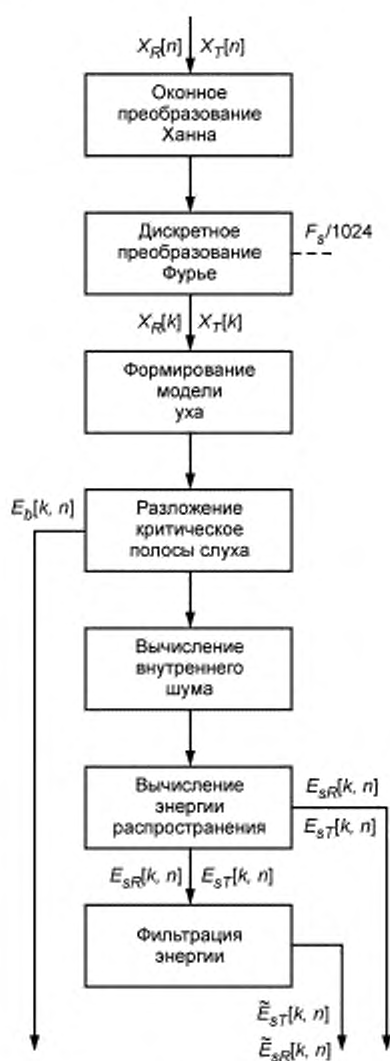 X_R[n] X_T[n]
Оконное
преобразование
Ханна
Дискретное
преобразование
Фурье
F_s/1024
X_R[k] X_T[k]
Формирование
модели
уха
E_b[k, n]
Разложение
критическое
полосы слуха
Вычисление
внутреннего
шума
Вычисление
энергии
распространения
E_sR[k, n]
E_sT[k, n]
E_sR[k, n] E_sT[k, n]
Фильтрация
энергии
Ẽ_sT[k, n]
Ẽ_sR[k, n]